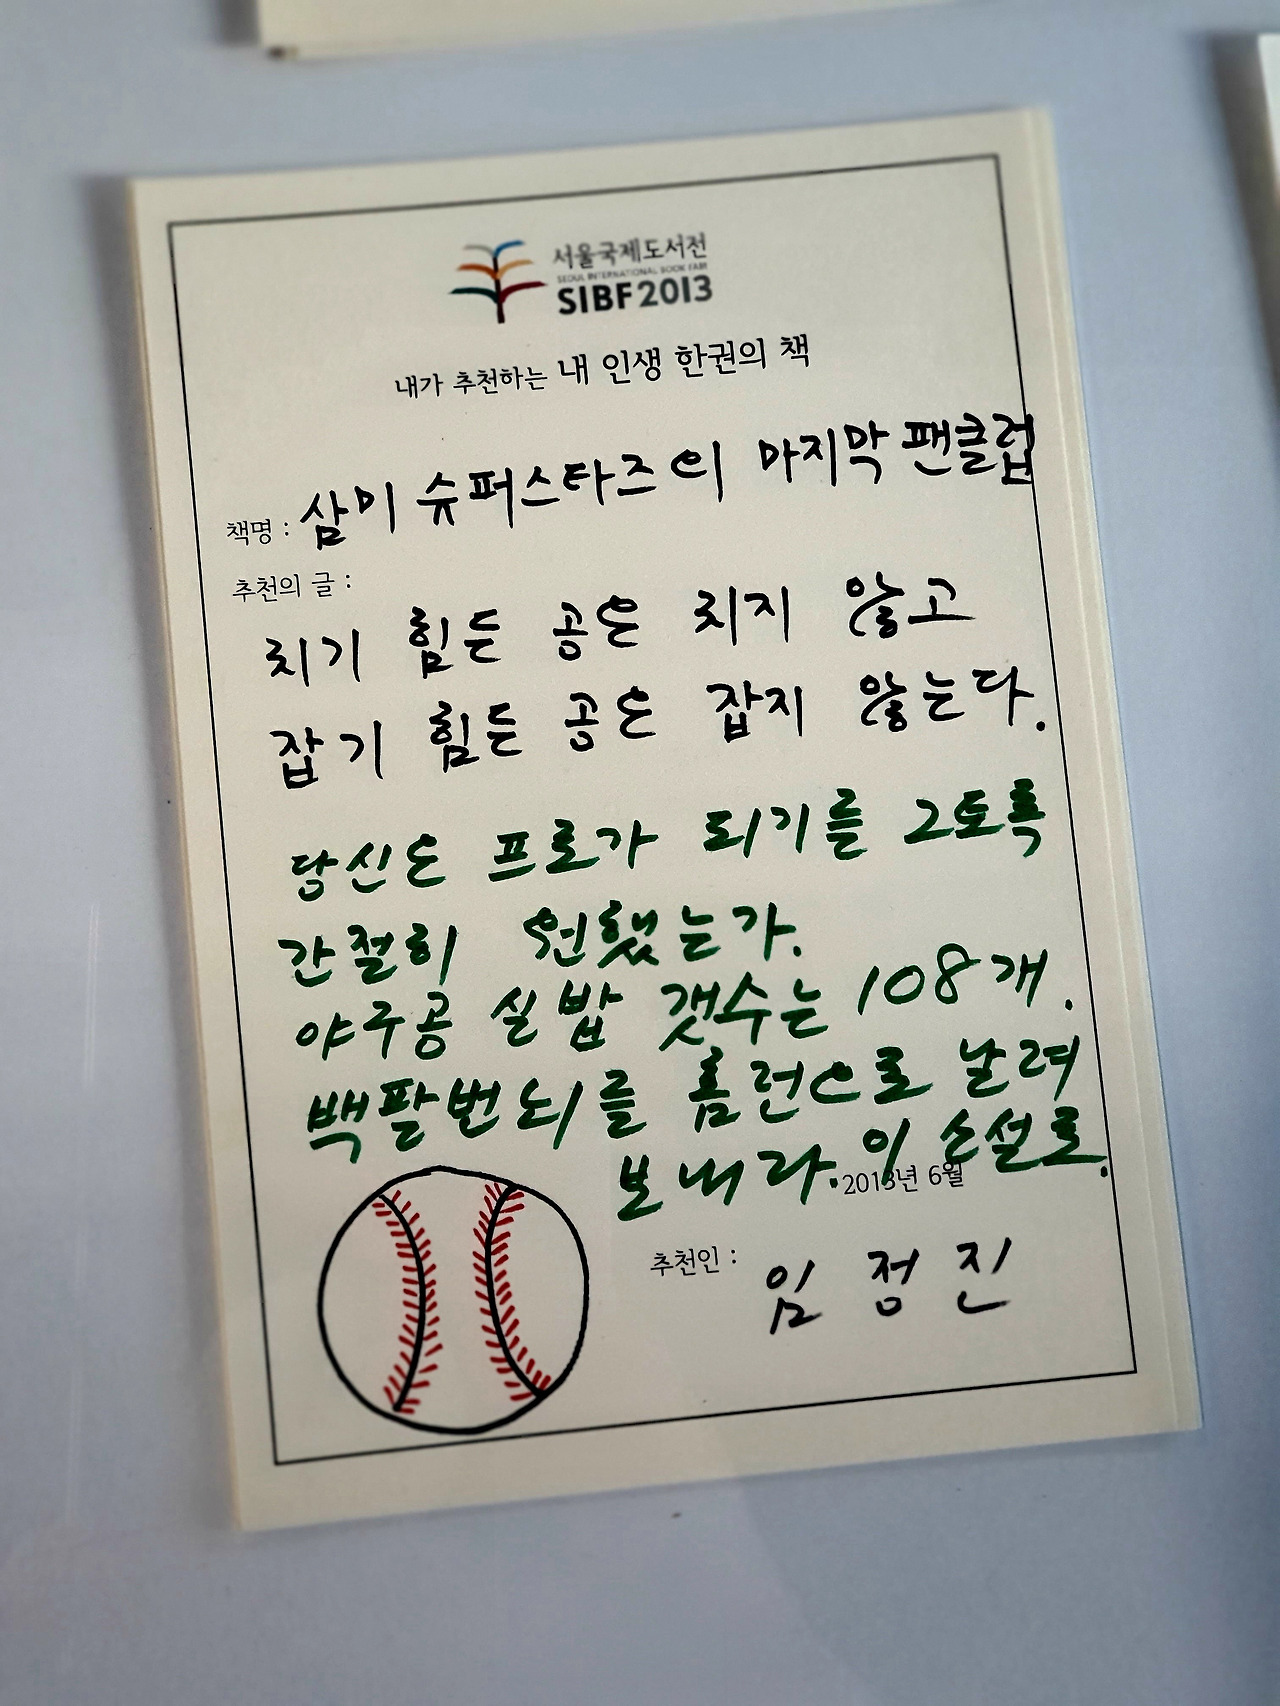 서울국제도서전
SEOUL INTERNATIONAL BOOK FAIR
SIBF 2013
내가 추천하는 내 인생 한권의 책
책명 : 삼미 슈퍼스타즈의 마지막 팬클럽
추천의 글 :
치기 힘든 공은 치지 않고
잡기 힘든 공은 잡지 않는다.
당신은 프로가 되기를 그토록
간절히 원했는가.
야구공 실밥 갯수는 108개.
백팔번뇌를 홈런으로 날려
보내라. 이 소설로.
2013년 6월
추천인 : 임정진